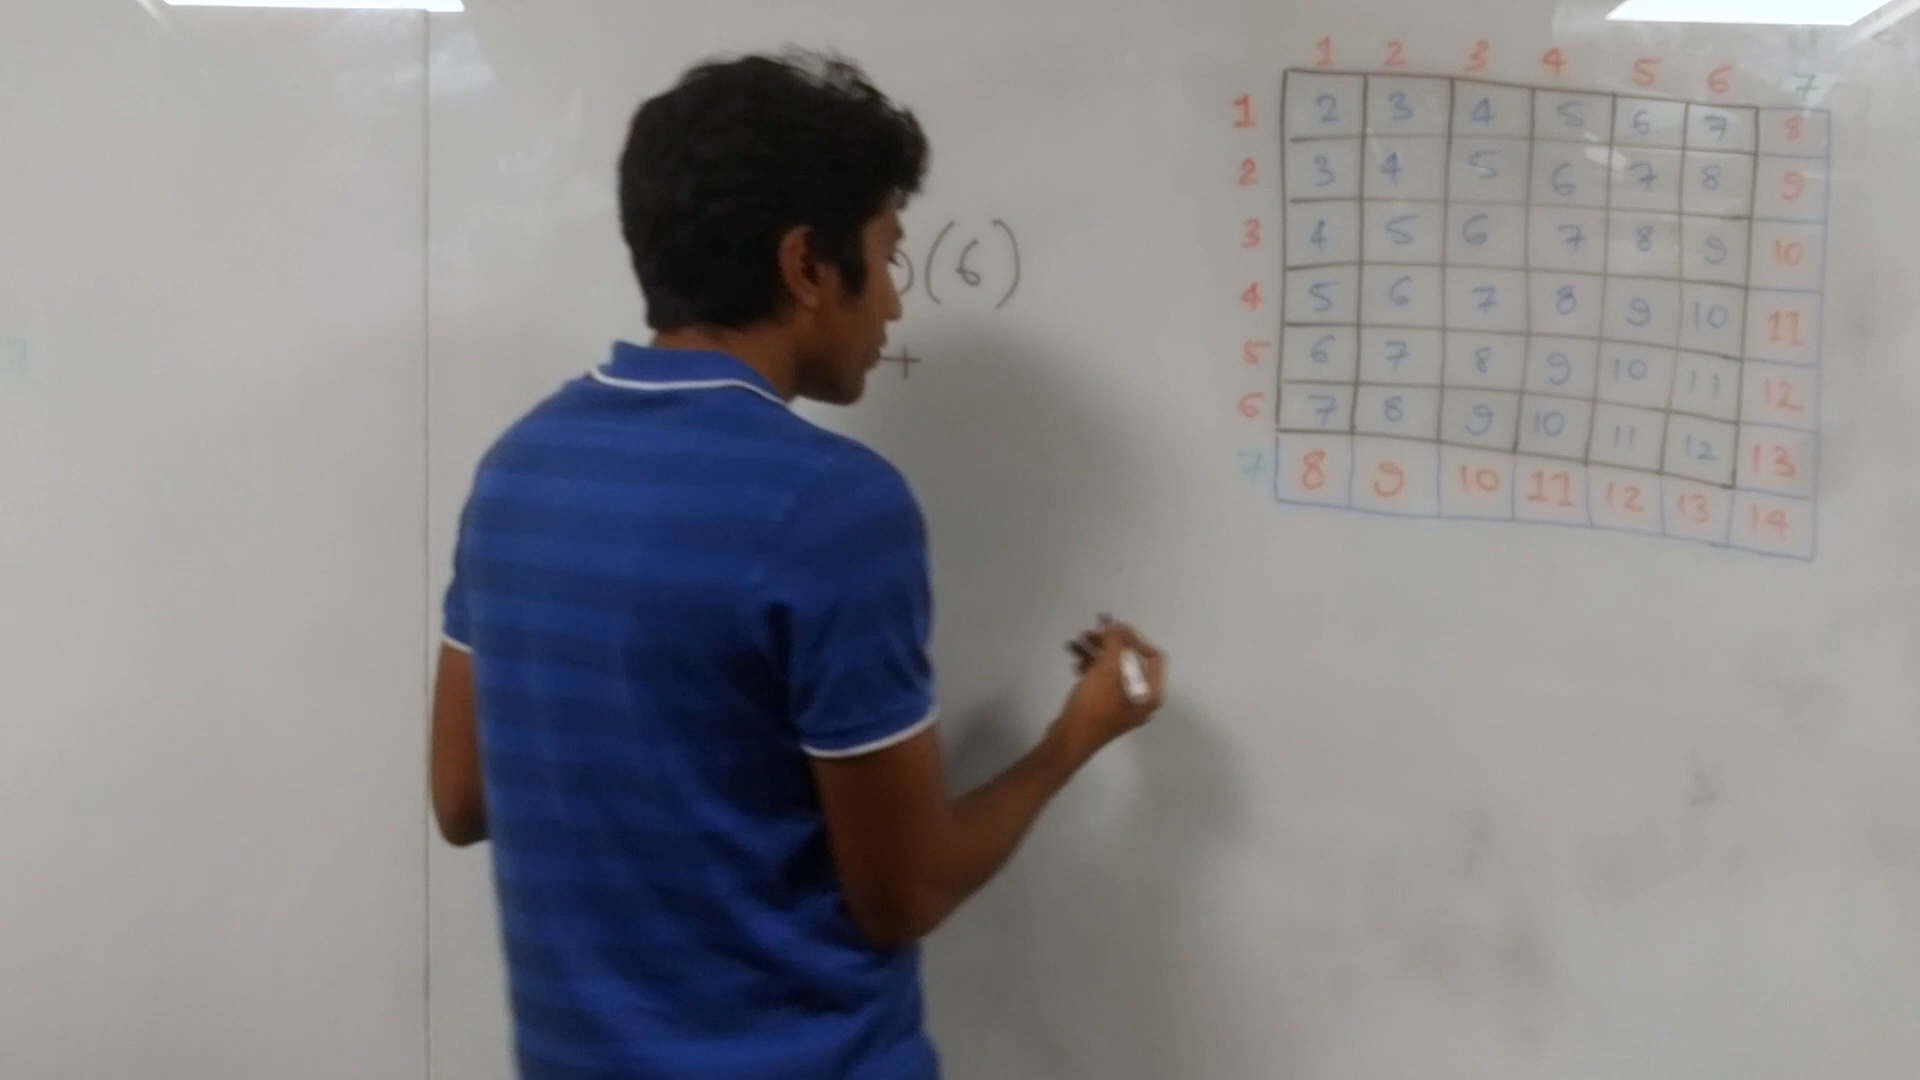 1 2 3 4 5 6 7
1 2 3 4 5 6 7 8
2 3 4 5 6 7 8 9
3 4 5 6 7 8 9 10
4 5 6 7 8 9 10 11
5 6 7 8 9 10 11 12
6 7 8 9 10 11 12 13
7 8 9 10 11 12 13 14
(6)
+